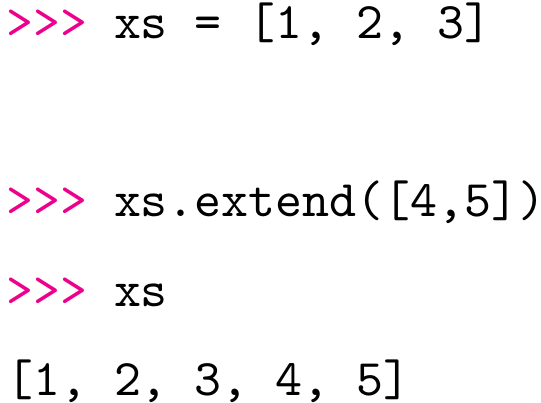 >>> xs = [1, 2, 3]
>>> xs.extend([4,5])
>>> xs
[1, 2, 3, 4, 5]